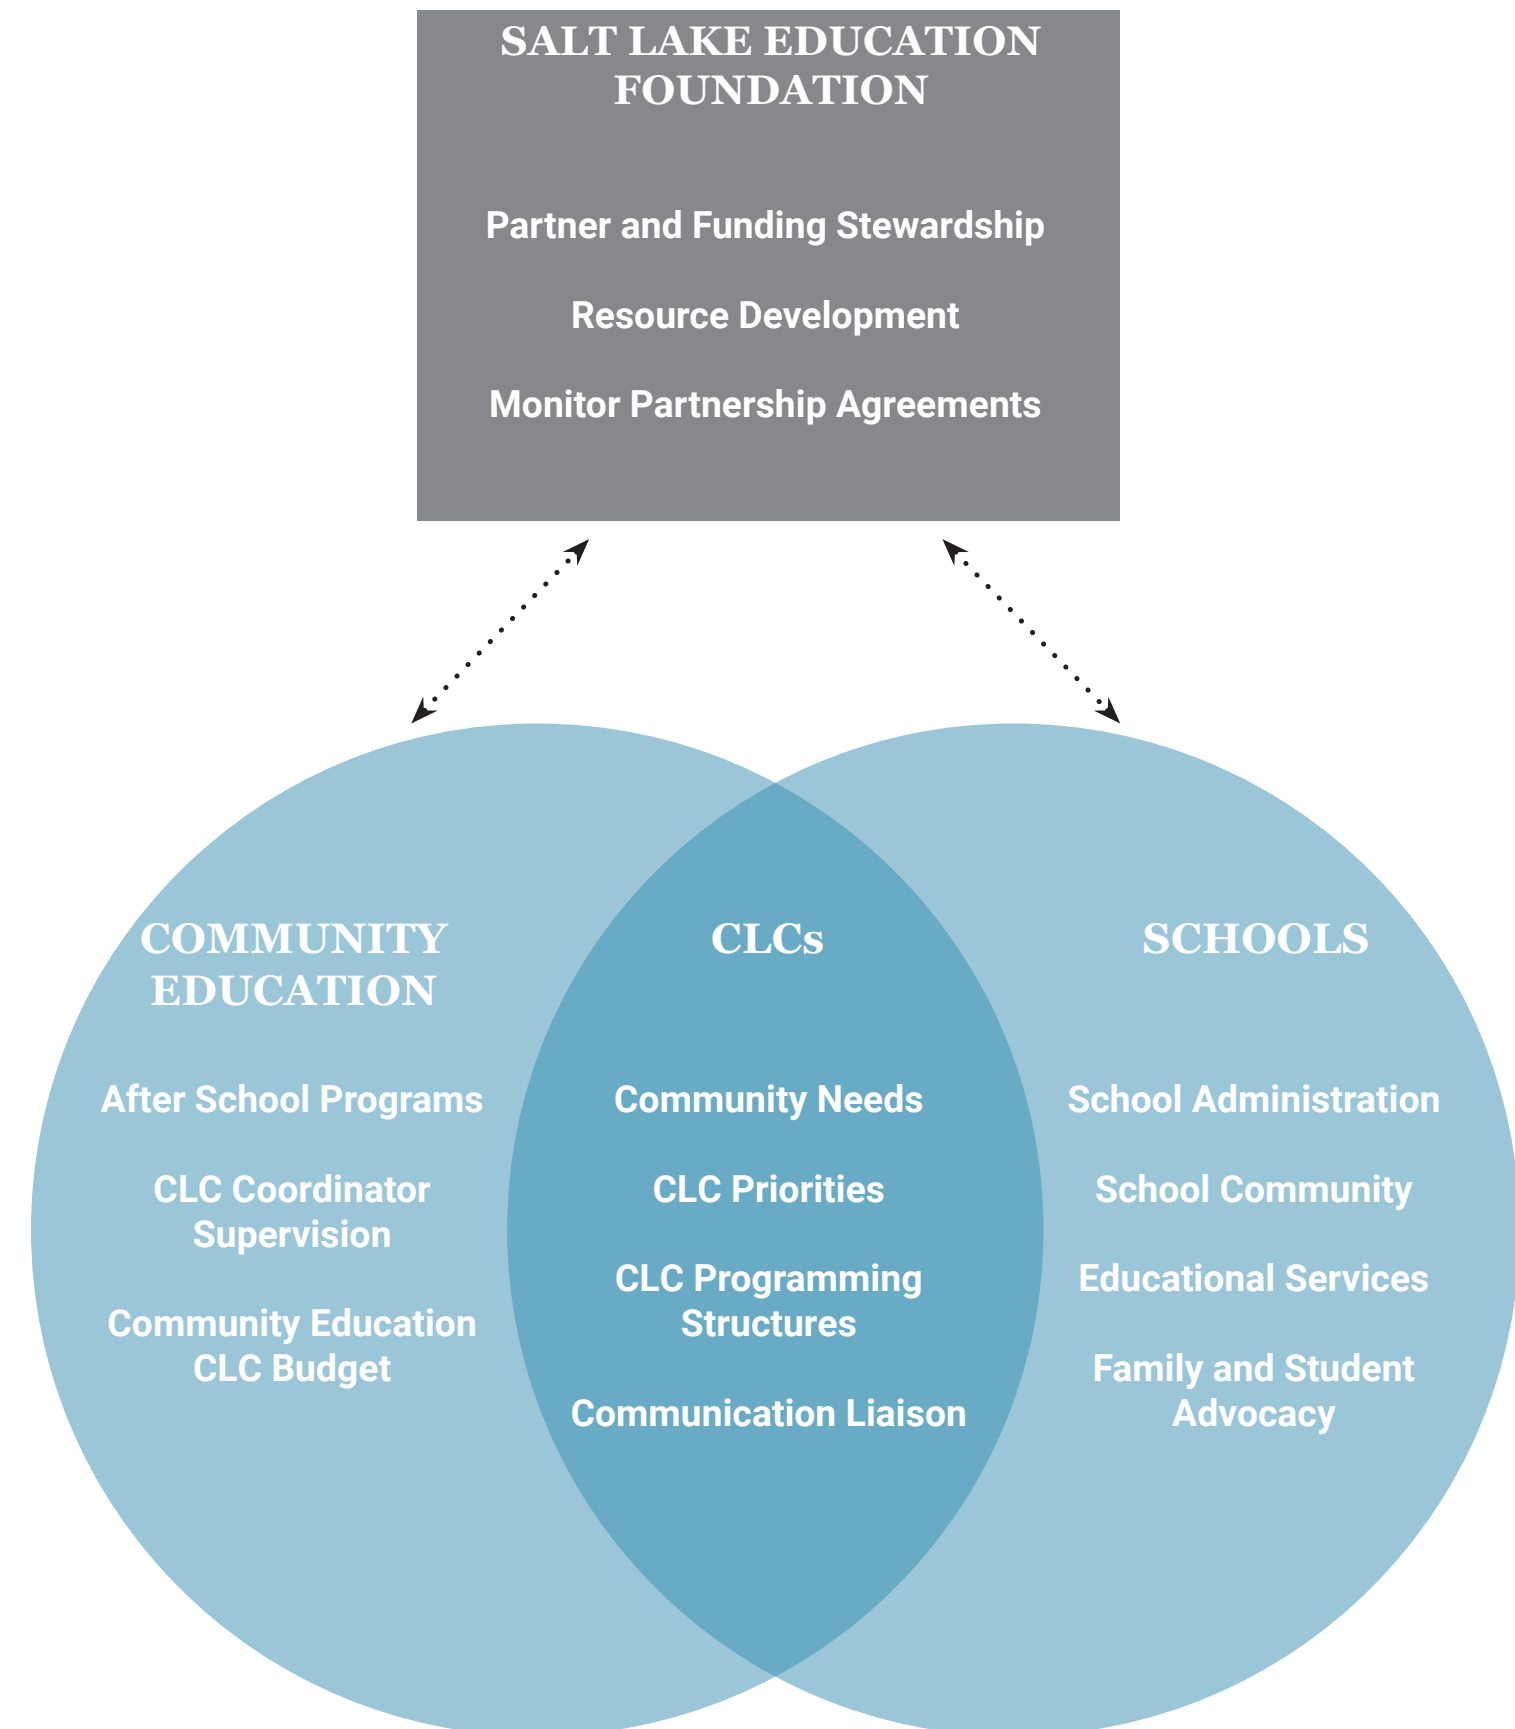 SALT LAKE EDUCATION
FOUNDATION
Partner and Funding Stewardship
Resource Development
Monitor Partnership Agreements
COMMUNITY
EDUCATION
After School Programs
CLC Coordinator
Supervision
Community Education
CLC Budget
CLCs
Community Needs
CLC Priorities
CLC Programming
Structures
Communication Liaison
SCHOOLS
School Administration
School Community
Educational Services
Family and Student
Advocacy